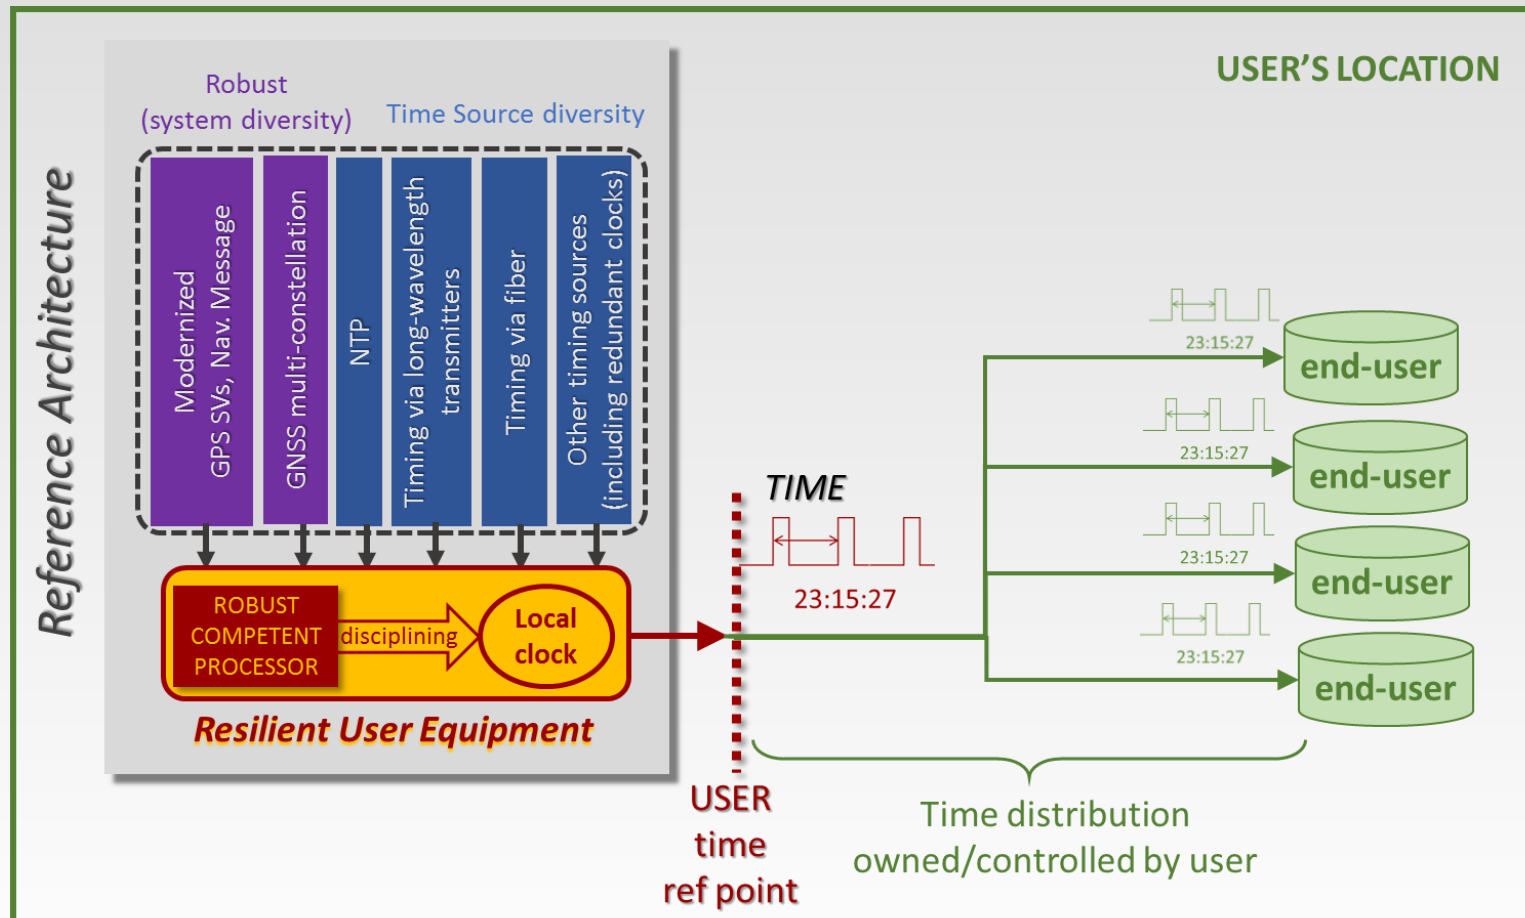 USER'S LOCATION
Reference Architecture
Robust
(system diversity)
Time Source diversity
Modernized
GPS SVs, Nav. Message
GNSS multi-constellation
NTP
Timing via long-wavelength
transmitters
Timing via fiber
Other timing sources
(including redundant clocks)
ROBUST
COMPETENT
PROCESSOR
disciplining
Local
clock
Resilient User Equipment
TIME
23:15:27
USER
time
ref point
23:15:27
end-user
23:15:27
end-user
23:15:27
end-user
23:15:27
end-user
Time distribution
owned/controlled by user